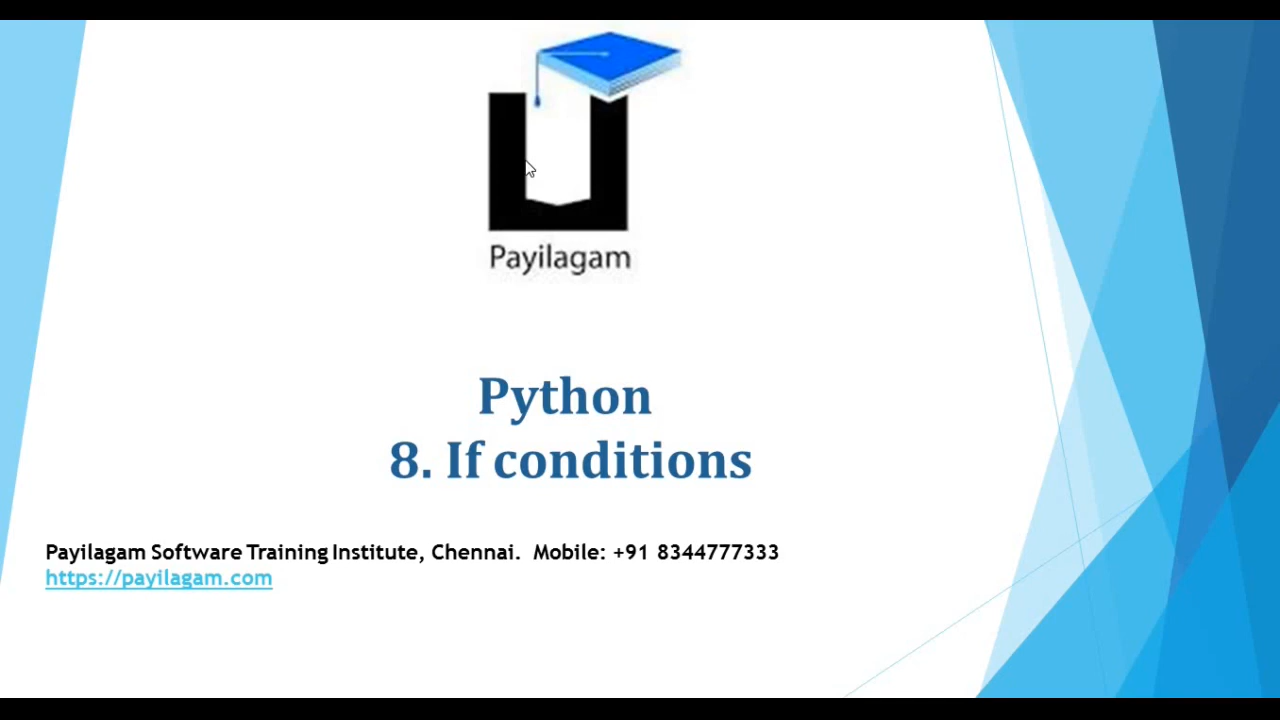 Payilagam
Python
8. If conditions
Payilagam Software Training Institute, Chennai. Mobile: +91 8344777333
https://payilagam.com